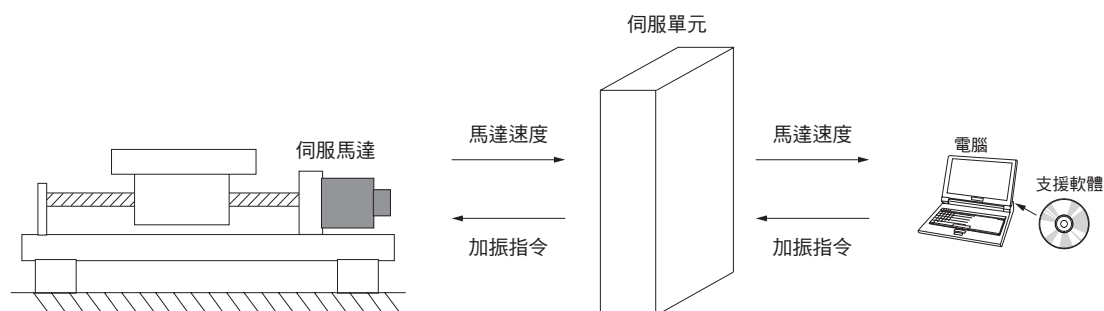 伺服單元
伺服馬達
馬達速度
加振指令
馬達速度
加振指令
電腦
支援軟體